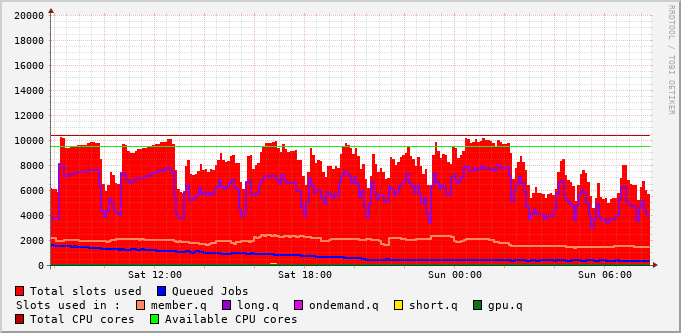 20000
18000
16000
14000
12000
10000
8000
6000
4000
2000
0
Sat 12:00 Sat 18:00 Sun 00:00 Sun 06:00
RRDTOOL / TOBI OETIKER
Total slots used Queued Jobs
Slots used in : member.q long.q ondemand.q short.q gpu.q
Total CPU cores Available CPU cores